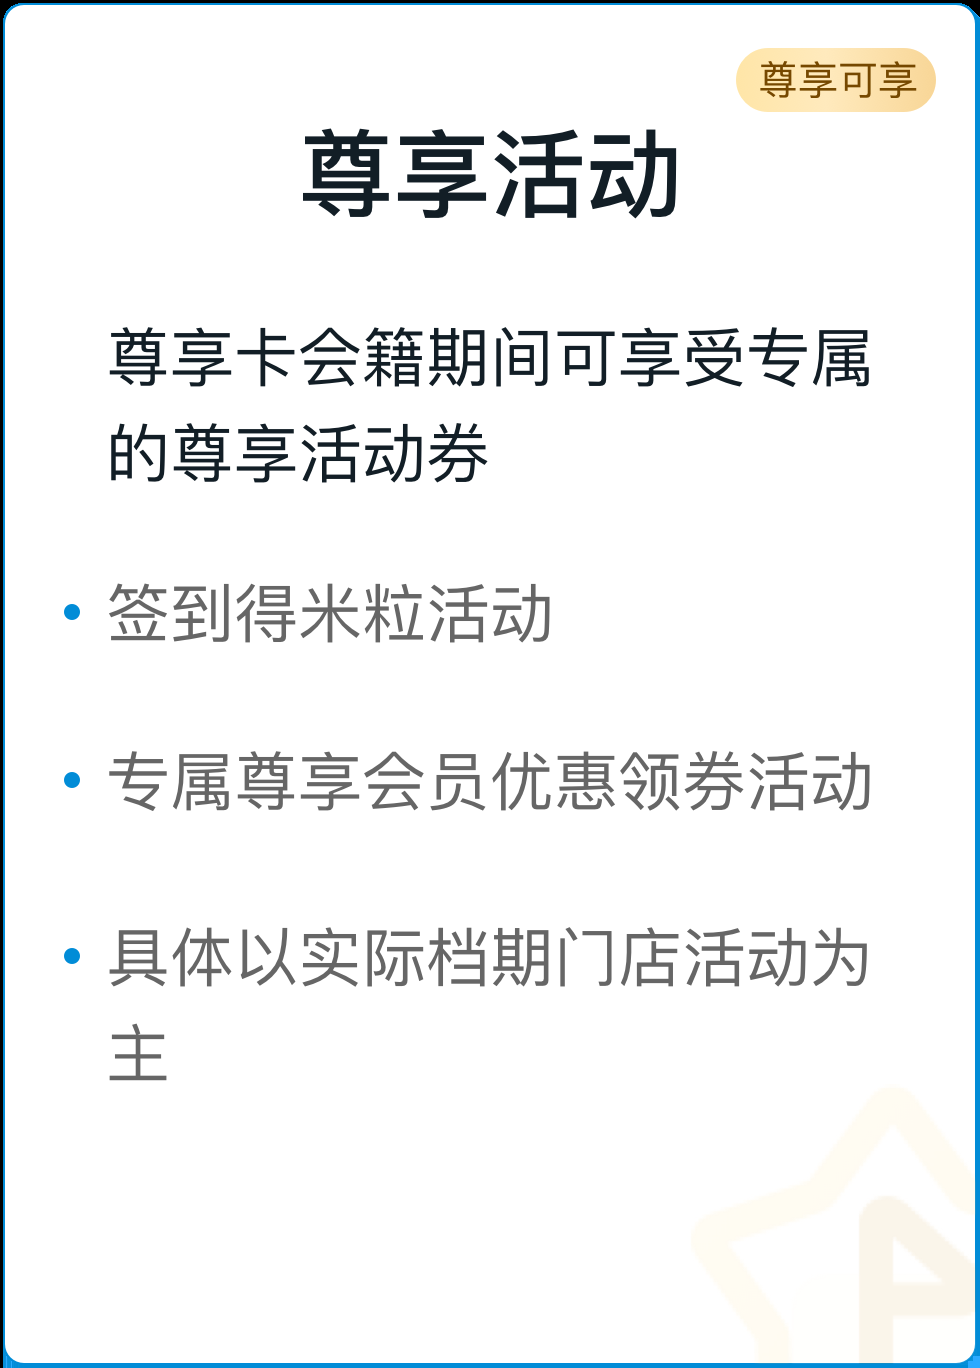 尊享可享
尊享活动
尊享卡会籍期间可享受专属
的尊享活动券
签到得米粒活动
专属尊享会员优惠领券活动
具体以实际档期门店活动为
主